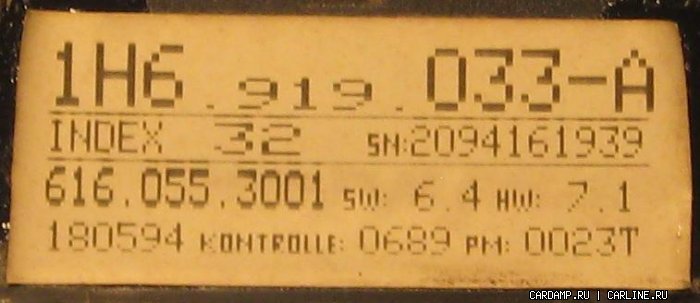 1H6.919.033-A
INDEX 32 SN:2094161939
616.055.3001 SW: 6.4 HW: 7.1
180594 KONTROLLE: 0689 PM: 0023T
CARDAMP.RU | CARLINE.RU